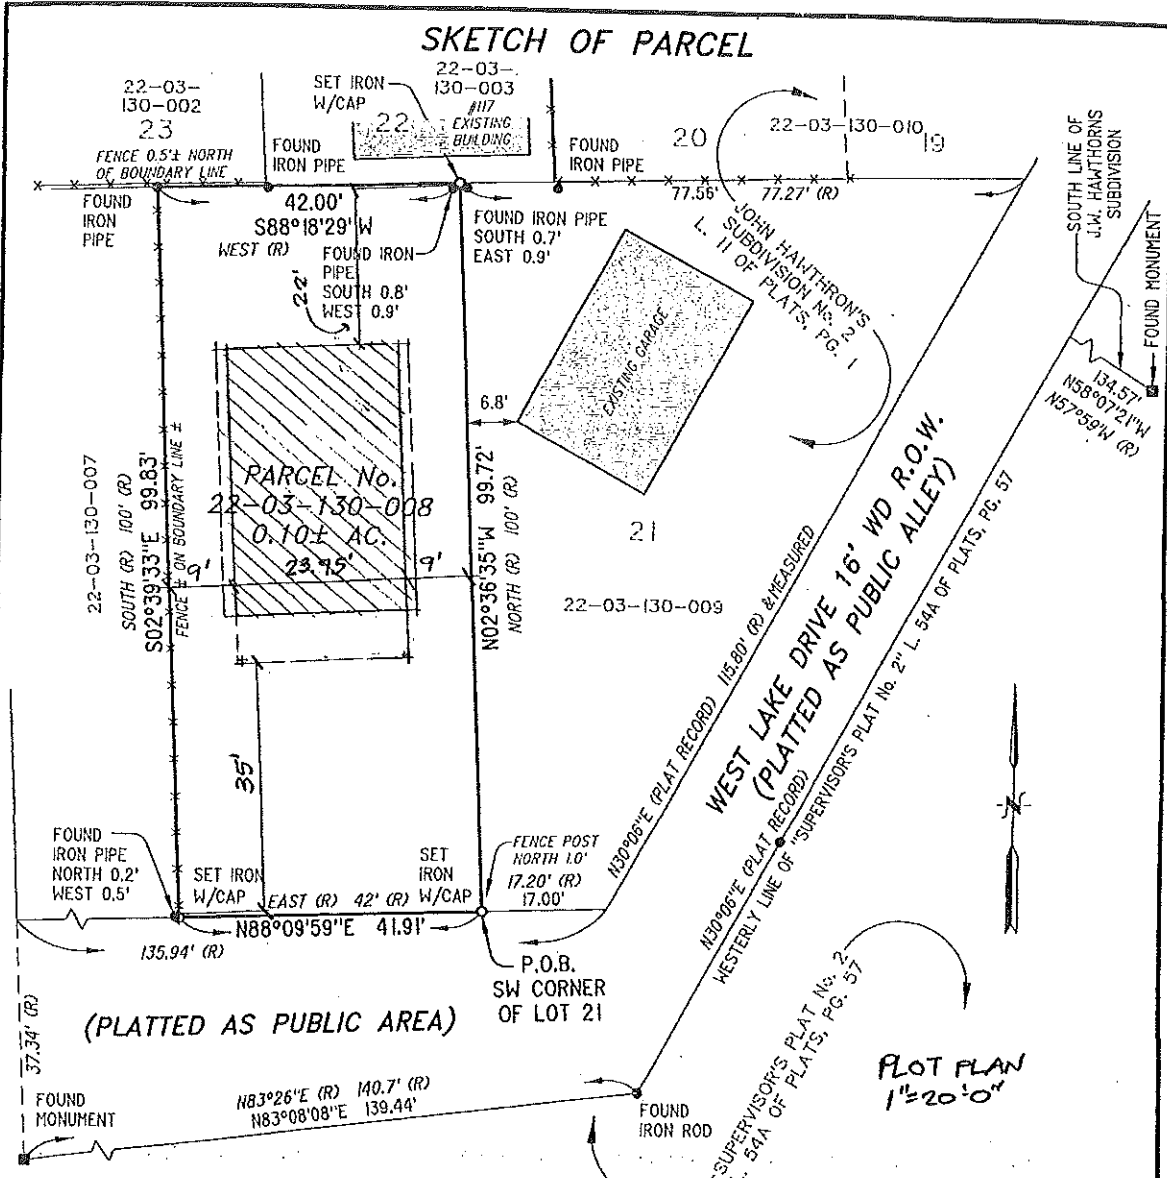 SKETCH OF PARCEL
22-03-
130-002
23
FENCE 0.5'± NORTH
OF BOUNDARY LINE
SET IRON
W/CAP
22-03-
130-003
#117
22
EXISTING
BUILDING
FOUND
IRON PIPE
FOUND
IRON PIPE
20
22-03-130-010
19
SOUTH LINE OF
J.W. HAWTHORNS
SUBDIVISION
FOUND MONUMENT
FOUND
IRON
PIPE
42.00'
S88°18'29"W
WEST (R)
FOUND IRON
PIPE
SOUTH 0.8'
WEST 0.9'
FOUND IRON PIPE
SOUTH 0.7'
EAST 0.9'
77.56'
77.27' (R)
JOHN HAWTHRON'S
SUBDIVISION No. 2
L. 11 OF PLATS, PG. 1
22'
EXISTING GARAGE
6.8'
134.57'
N58°07'21"W
N57°59'W (R)
22-03-130-007
SOUTH (R) 100' (R)
S02°39'33"E 99.83'
FENCE ± ON BOUNDARY LINE ±
PARCEL No.
22-03-130-008
0.10± AC.
9'
23.95'
9'
N02°36'35"W 99.72'
NORTH (R) 100' (R)
21
22-03-130-009
N30°06"E (PLAT RECORD) 115.80' (R) & MEASURED
WEST LAKE DRIVE 16' WD R.O.W.
(PLATTED AS PUBLIC ALLEY)
N30°06"E (PLAT RECORD)
WESTERLY LINE OF "SUPERVISOR'S PLAT No. 2" L. 54A OF PLATS, PG. 57
N
35'
FOUND
IRON PIPE
NORTH 0.2'
WEST 0.5'
SET IRON
W/CAP
EAST (R) 42' (R)
SET
IRON
W/CAP
FENCE POST
NORTH 1.0'
17.20' (R)
17.00'
N88°09'59"E 41.91'
135.94' (R)
P.O.B.
SW CORNER
OF LOT 21
(PLATTED AS PUBLIC AREA)
37.34' (R)
FOUND
MONUMENT
N83°26"E (R) 140.7' (R)
N83°08'08"E 139.44'
FOUND
IRON ROD
SUPERVISOR'S PLAT No. 2
L. 54A OF PLATS, PG. 57
PLOT PLAN
1"=20'-0"